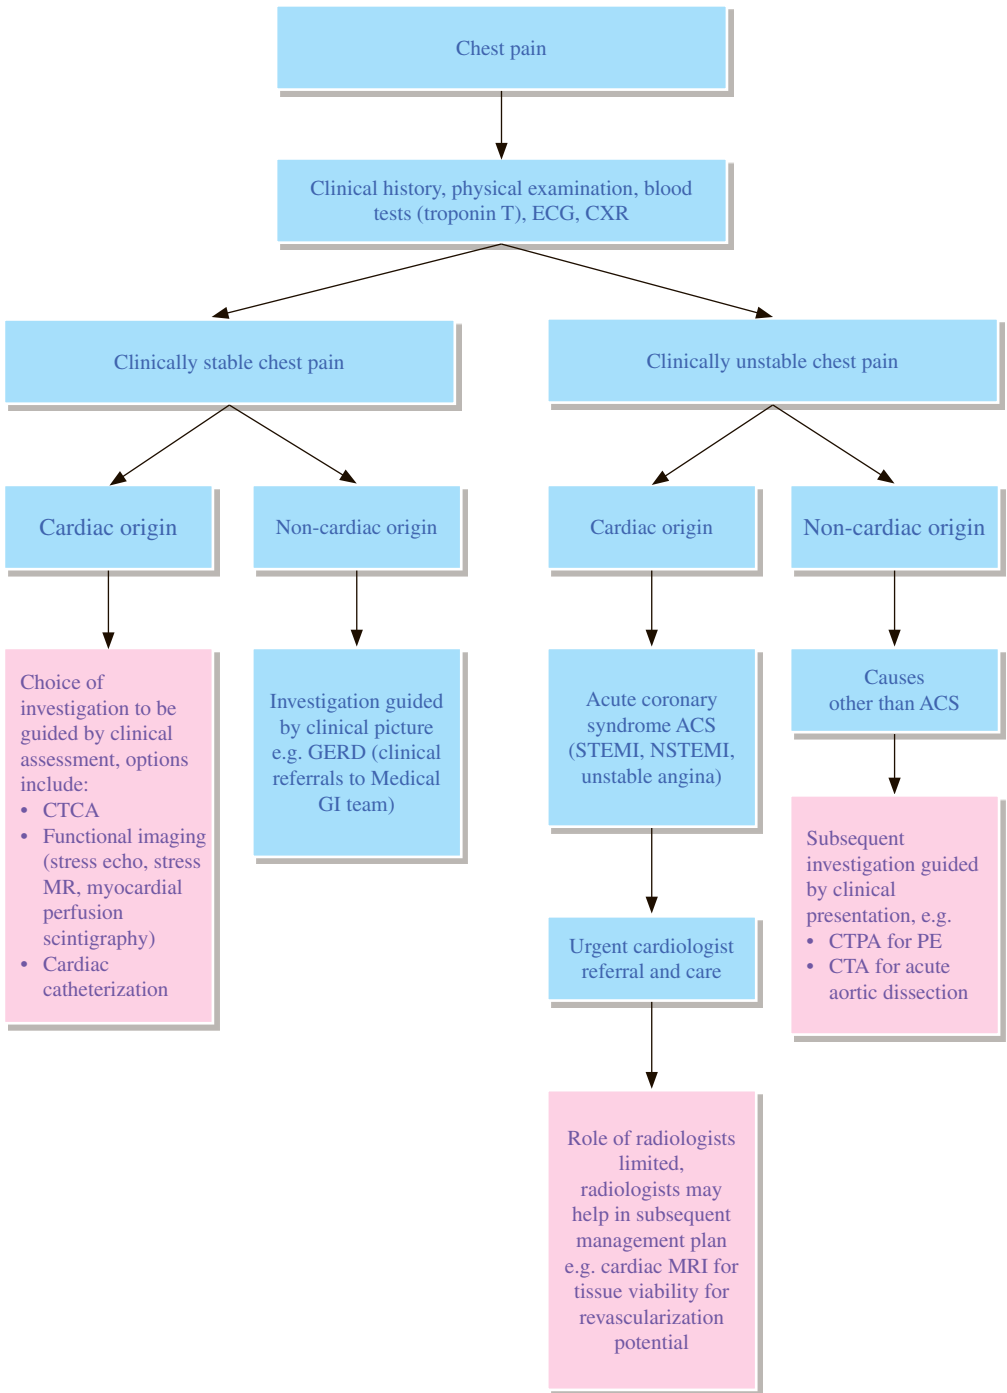 Chest pain
Clinical history, physical examination, blood
tests (troponin T), ECG, CXR
Clinically stable chest pain
Clinically unstable chest pain
Cardiac origin
Non-cardiac origin
Cardiac origin
Non-cardiac origin
Choice of
investigation to be
guided by clinical
assessment, options
include:
• CTCA
• Functional imaging
(stress echo, stress
MR, myocardial
perfusion
scintigraphy)
• Cardiac
catheterization
Investigation guided
by clinical picture
e.g. GERD (clinical
referrals to Medical
GI team)
Acute coronary
syndrome ACS
(STEMI, NSTEMI,
unstable angina)
Causes
other than ACS
Subsequent
investigation guided
by clinical
presentation, e.g.
• CTPA for PE
• CTA for acute
aortic dissection
Urgent cardiologist
referral and care
Role of radiologists
limited,
radiologists may
help in subsequent
management plan
e.g. cardiac MRI for
tissue viability for
revascularization
potential